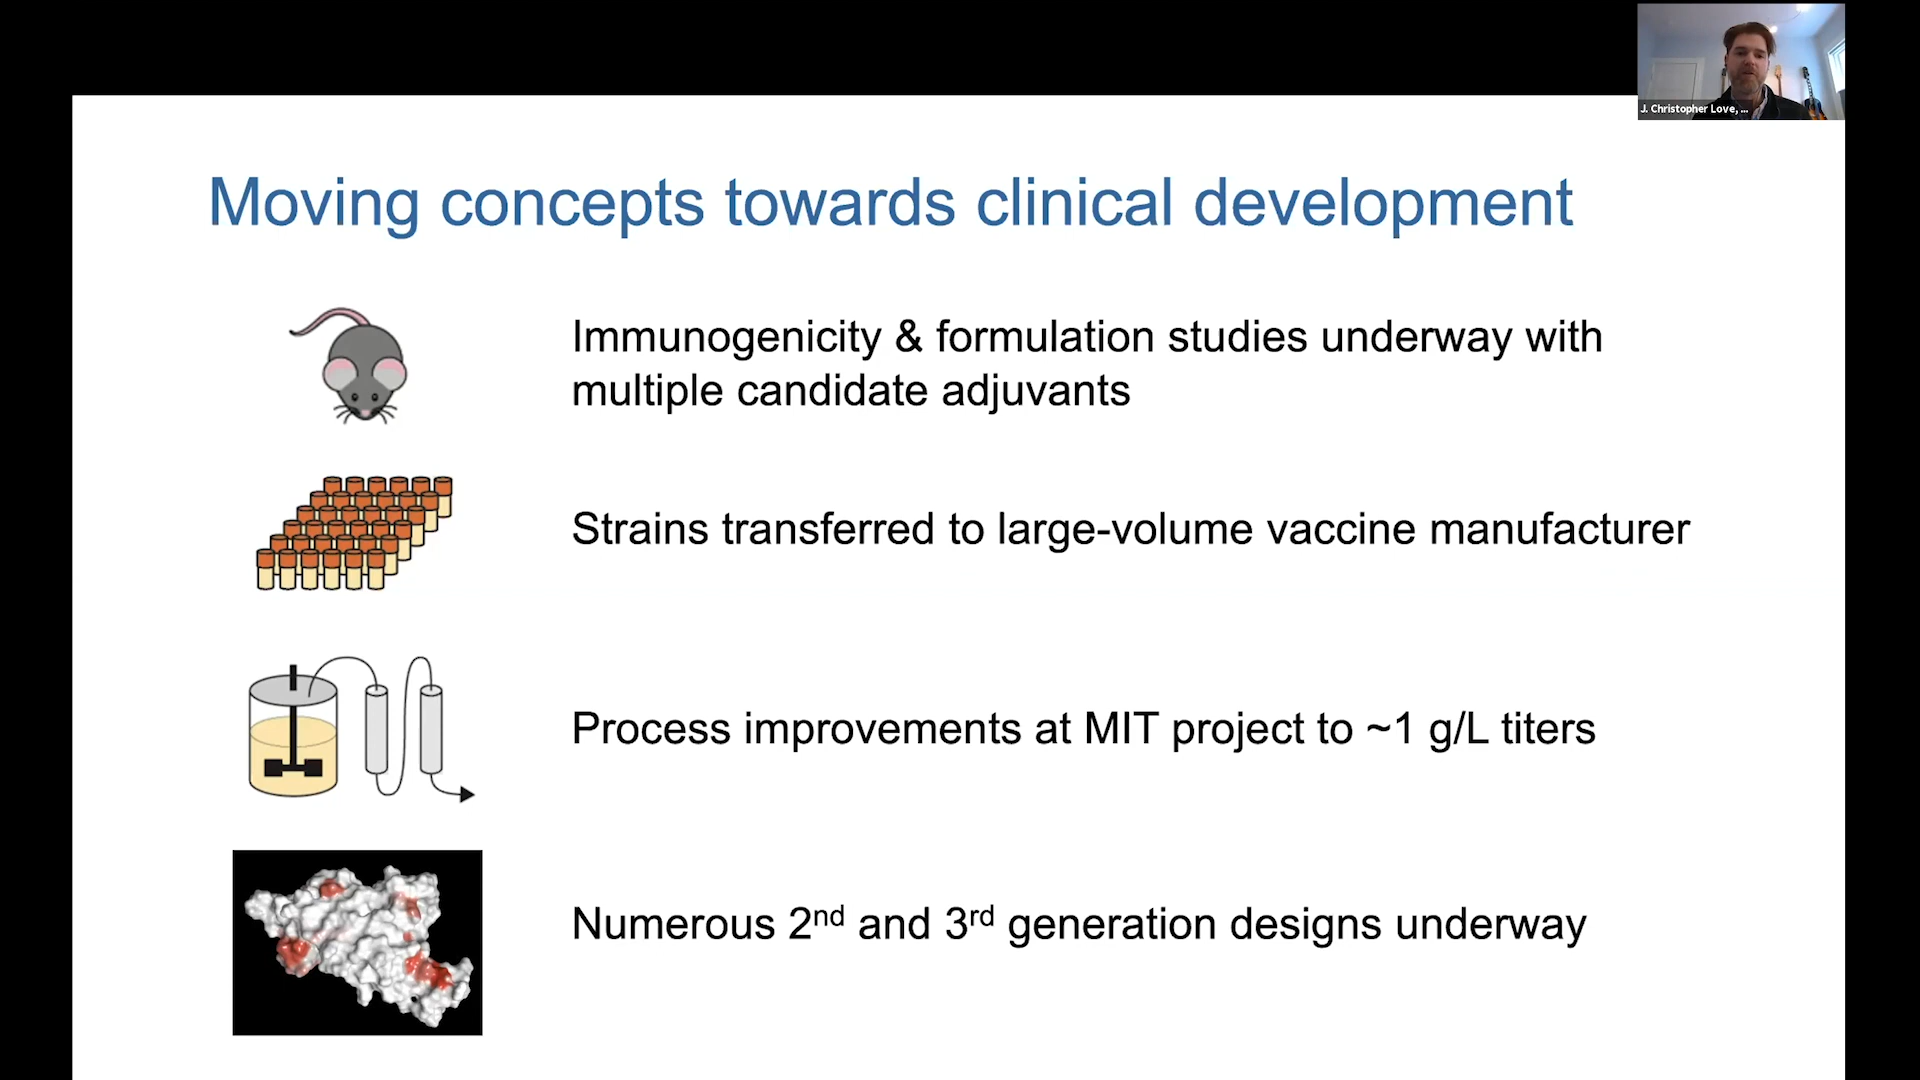 J. Christopher Love, ...
Moving concepts towards clinical development
Immunogenicity & formulation studies underway with
multiple candidate adjuvants
Strains transferred to large-volume vaccine manufacturer
Process improvements at MIT project to ~1 g/L titers
Numerous 2nd and 3rd generation designs underway